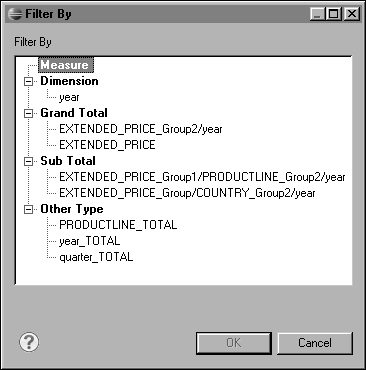 Filter By
Filter By
Measure
Dimension
year
Grand Total
EXTENDED_PRICE_Group2/year
EXTENDED_PRICE
Sub Total
EXTENDED_PRICE_Group1/PRODUCTLINE_Group2/year
EXTENDED_PRICE_Group/COUNTRY_Group2/year
Other Type
PRODUCTLINE_TOTAL
year_TOTAL
quarter_TOTAL
?
OK
Cancel